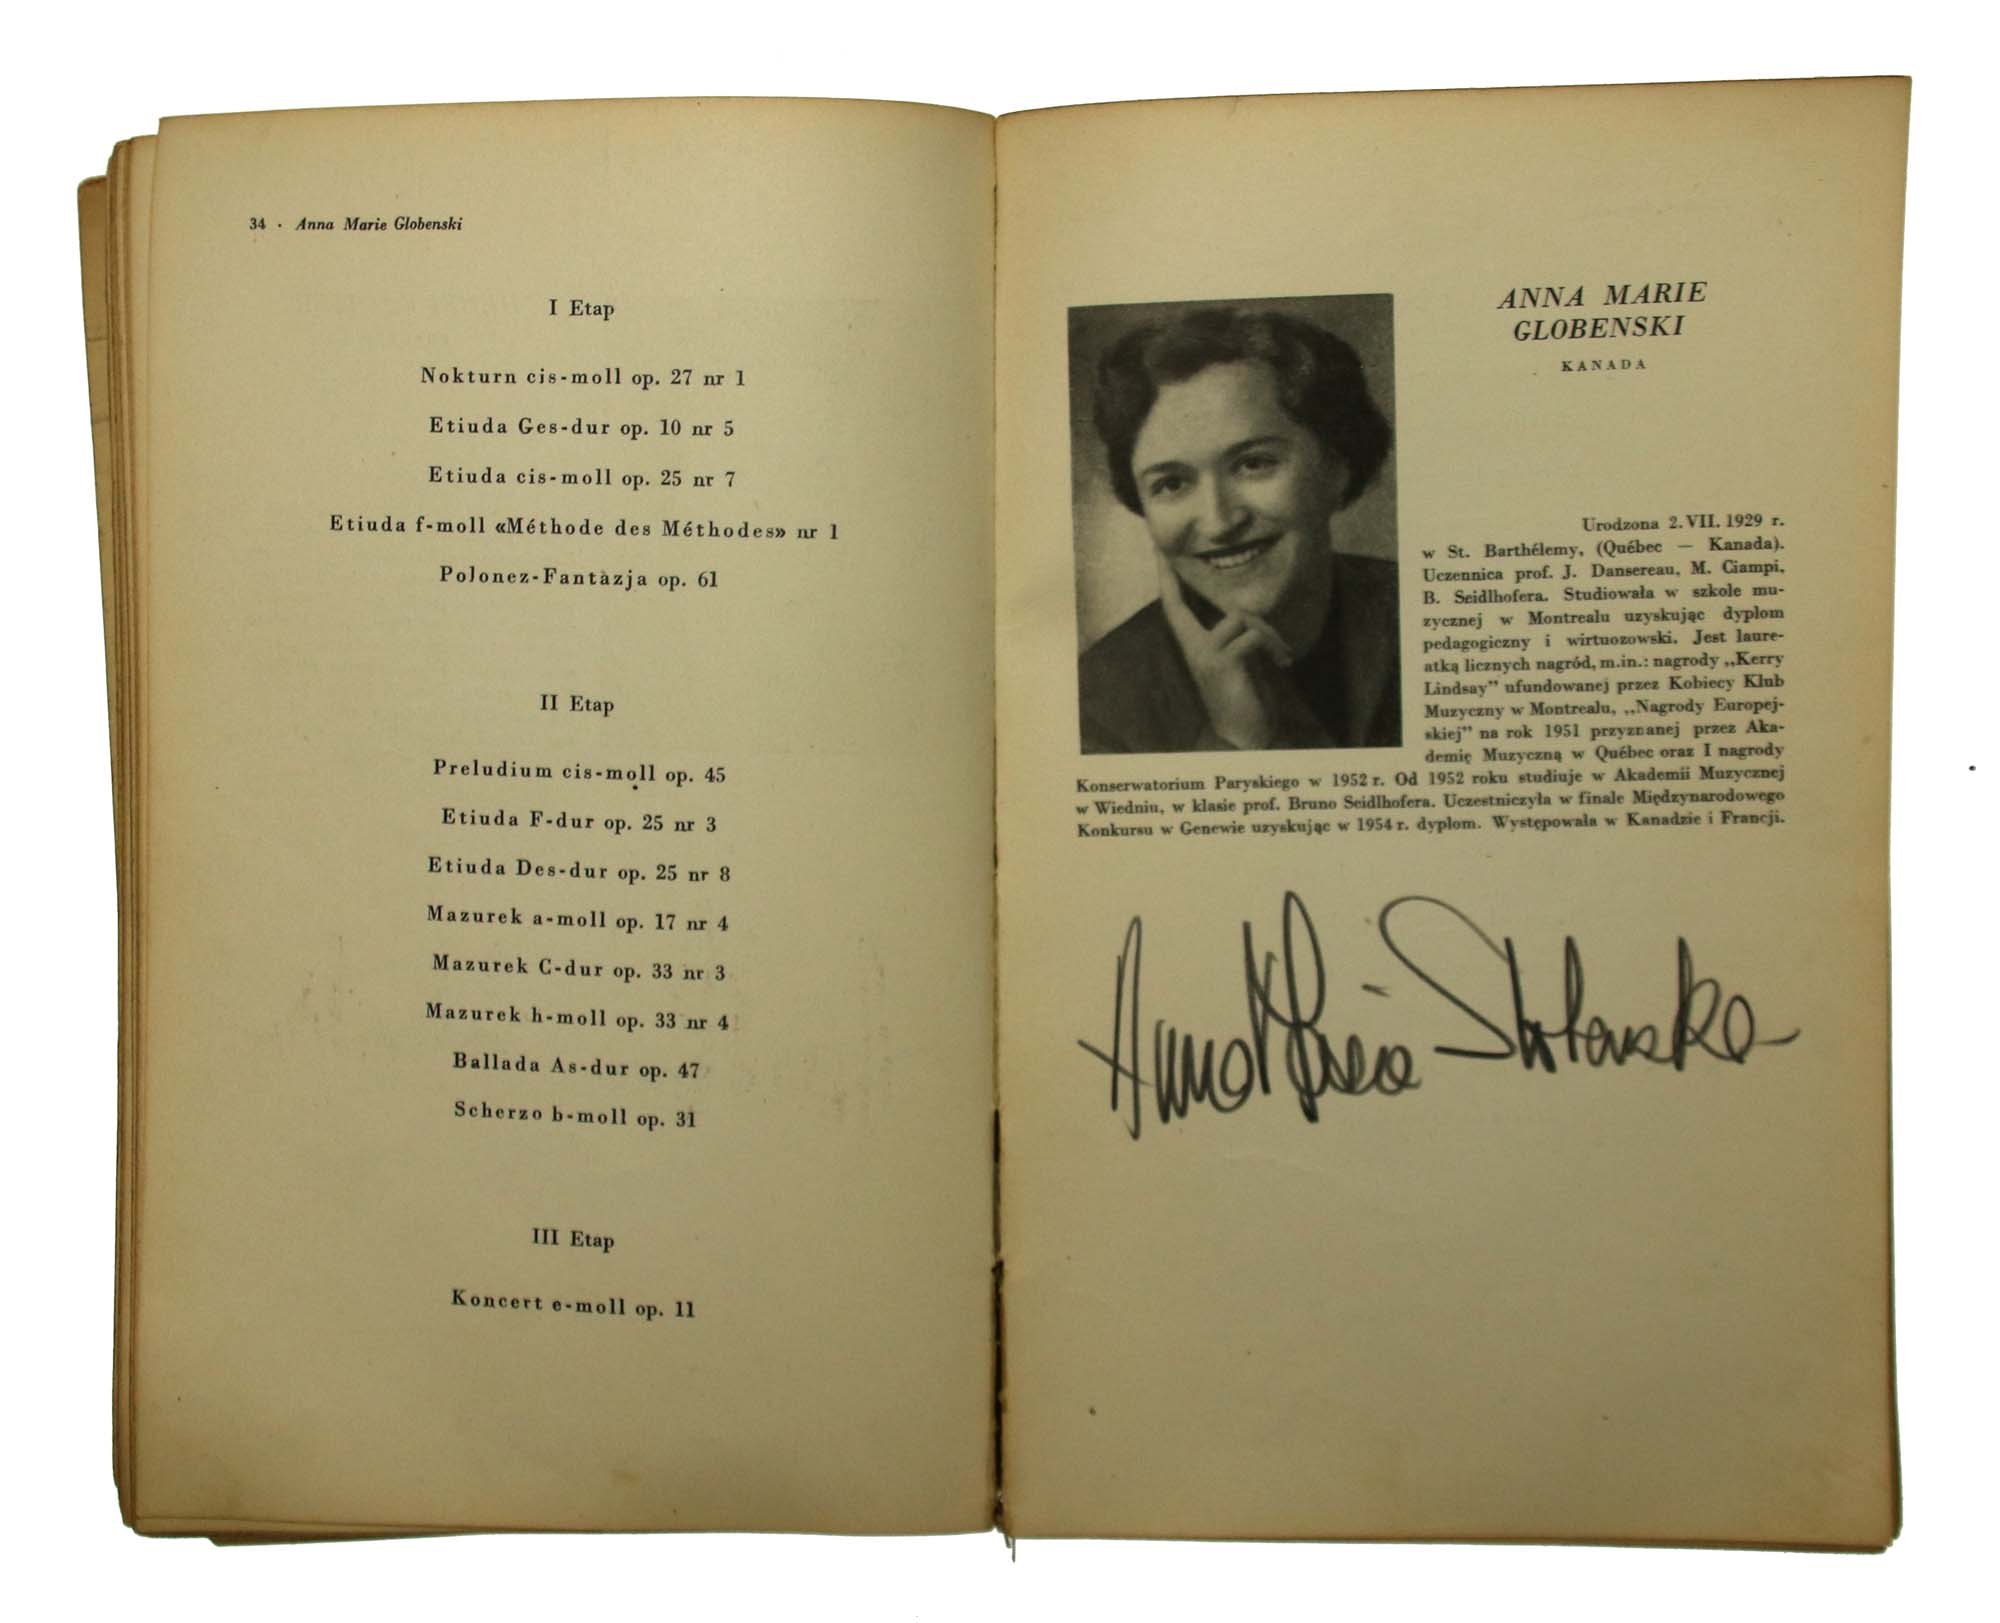 34 · Anna Marie Globenski
I Etap
Nokturn cis-moll op. 27 nr 1
Etiuda Ges-dur op. 10 nr 5
Etiuda cis-moll op. 25 nr 7
Etiuda f-moll «Méthode des Méthodes» nr 1
Polonez-Fantazja op. 61
II Etap
Preludium cis-moll op. 45
Etiuda F-dur op. 25 nr 3
Etiuda Des-dur op. 25 nr 8
Mazurek a-moll op. 17 nr 4
Mazurek C-dur op. 33 nr 3
Mazurek h-moll op. 33 nr 4
Ballada As-dur op. 47
Scherzo b-moll op. 31
III Etap
Koncert e-moll op. 11
ANNA MARIE
GLOBENSKI
KANADA
Urodzona 2.VII. 1929 r.
w St. Barthélemy, (Québec — Kanada).
Uczennica prof. J. Dansereau, M. Ciampi,
B. Seidlhofera. Studiowała w szkole mu-
zycznej w Montrealu uzyskując dyplom
pedagogiczny i wirtuozowski. Jest laure-
atką licznych nagród, m.in.: nagrody „Kerry
Lindsay" ufundowanej przez Kobiecy Klub
Muzyczny w Montrealu, „Nagrody Europej-
skiej" na rok 1951 przyznanej przez Aka-
demię Muzyczną w Québec oraz I nagrody
Konserwatorium Paryskiego w 1952 r. Od 1952 roku studiuje w Akademii Muzycznej
w Wiedniu, w klasie prof. Bruno Seidlhofera. Uczestniczyła w finale Międzynarodowego
Konkursu w Genewie uzyskując w 1954 r. dyplom. Występowała w Kanadzie i Francji.
Anna